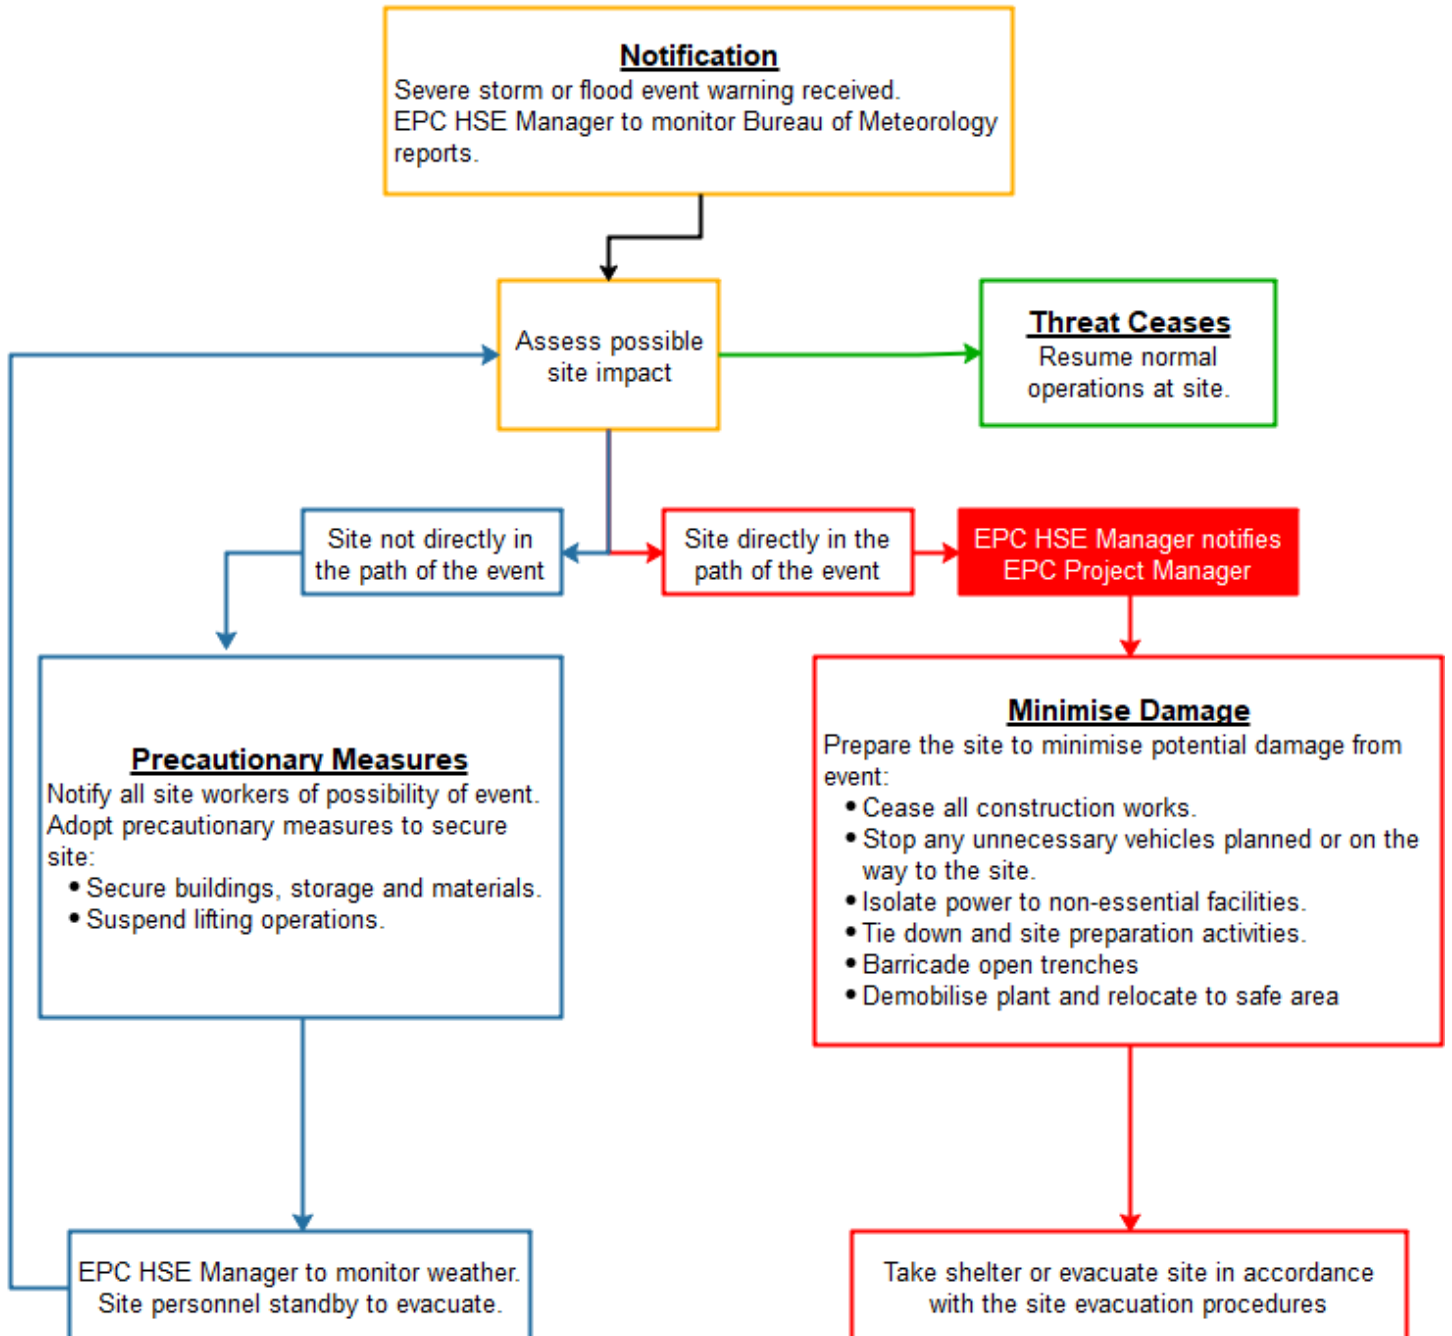 Notification
Severe storm or flood event warning received.
EPC HSE Manager to monitor Bureau of Meteorology
reports.
Assess possible
site impact
Threat Ceases
Resume normal
operations at site.
Site not directly in
the path of the event
Site directly in the
path of the event
EPC HSE Manager notifies
EPC Project Manager
Precautionary Measures
Notify all site workers of possibility of event.
Adopt precautionary measures to secure
site:
• Secure buildings, storage and materials.
• Suspend lifting operations.
Minimise Damage
Prepare the site to minimise potential damage from
event:
• Cease all construction works.
• Stop any unnecessary vehicles planned or on the
way to the site.
• Isolate power to non-essential facilities.
• Tie down and site preparation activities.
• Barricade open trenches
• Demobilise plant and relocate to safe area
EPC HSE Manager to monitor weather.
Site personnel standby to evacuate.
Take shelter or evacuate site in accordance
with the site evacuation procedures